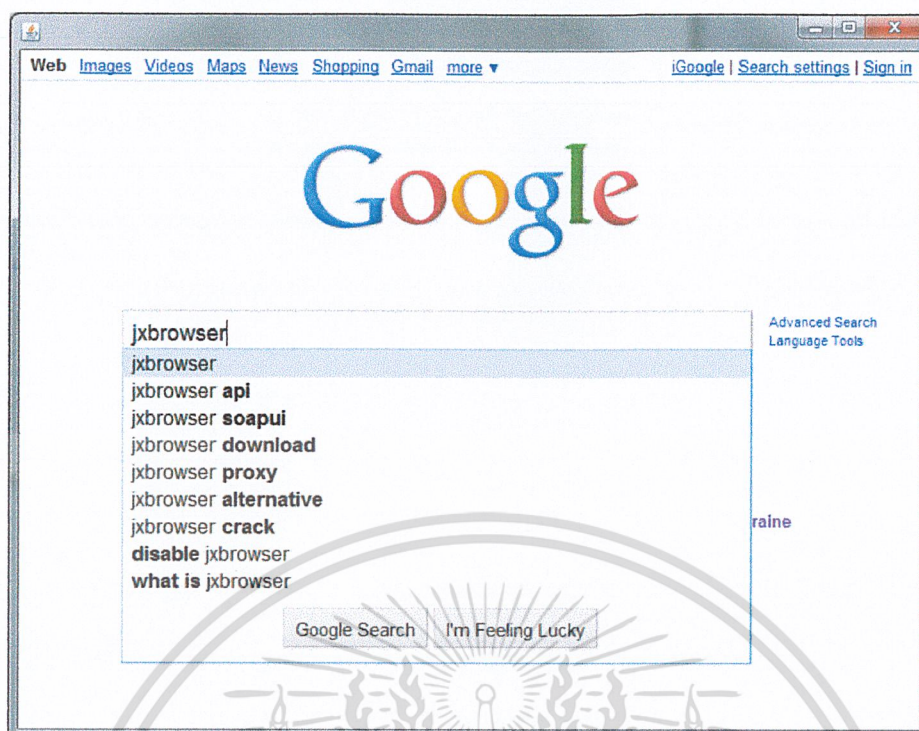 Web Images Videos Maps News Shopping Gmail more ▼ iGoogle | Search settings | Sign in
Google
jxbrowser
Advanced Search
Language Tools
jxbrowser
jxbrowser api
jxbrowser soapui
jxbrowser download
jxbrowser proxy
jxbrowser alternative
jxbrowser crack
raine
disable jxbrowser
what is jxbrowser
Google Search I'm Feeling Lucky